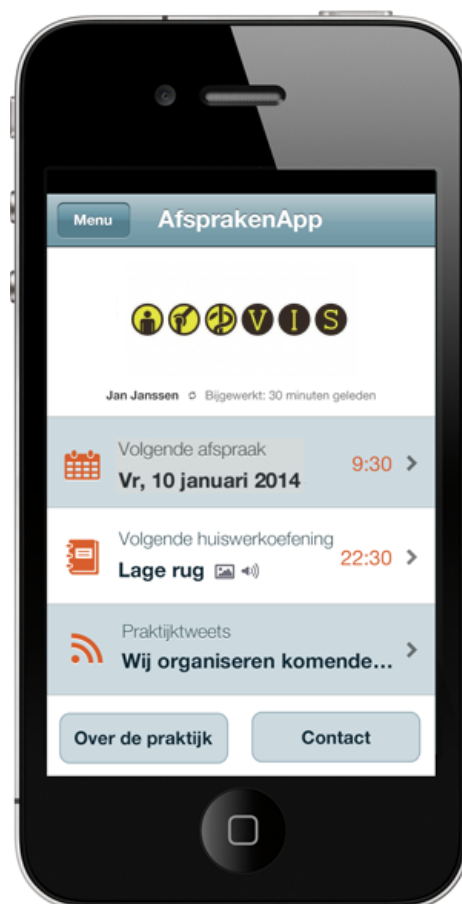 Menu
AfsprakenApp
VIS
Jan Janssen Bijgewerkt: 30 minuten geleden
Volgende afspraak
Vr, 10 januari 2014
9:30
Volgende huiswerkoefening
Lage rug
22:30
Praktijktweets
Wij organiseren komende...
Over de praktijk
Contact